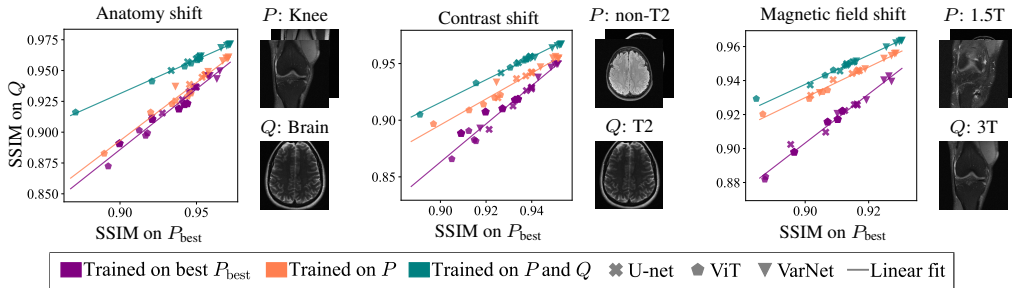 Anatomy shift
P: Knee
Contrast shift
P: non-T2
Magnetic field shift
P: 1.5T
SSIM on Q
0.975
0.950
0.925
0.900
0.875
0.850
0.90
0.95
SSIM on P_best
Q: Brain
0.95
0.90
0.85
0.90
0.92
0.94
SSIM on P_best
Q: T2
0.96
0.94
0.92
0.90
0.88
0.90
0.92
SSIM on P_best
Q: 3T
Trained on best P_best
Trained on P
Trained on P and Q
U-net
ViT
VarNet
Linear fit